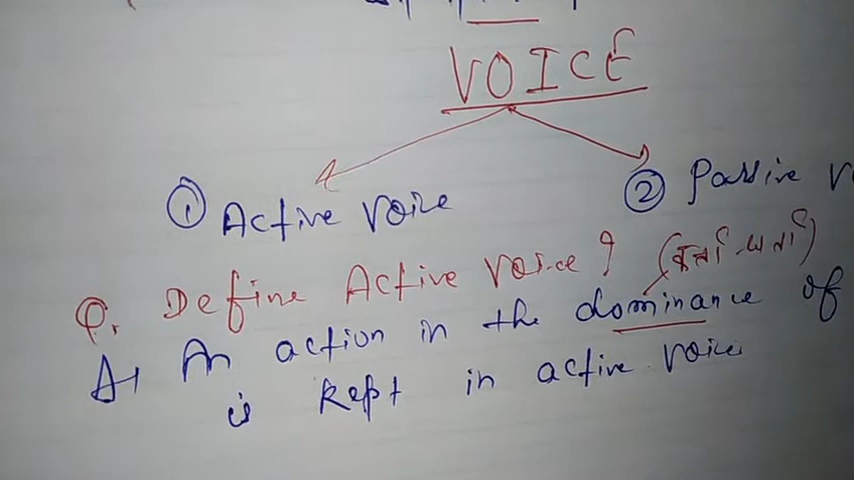 VOICE
① Active Voice
② Passive
Q. Define Active Voice?
A, An action in the dominance of
is kept in active voice